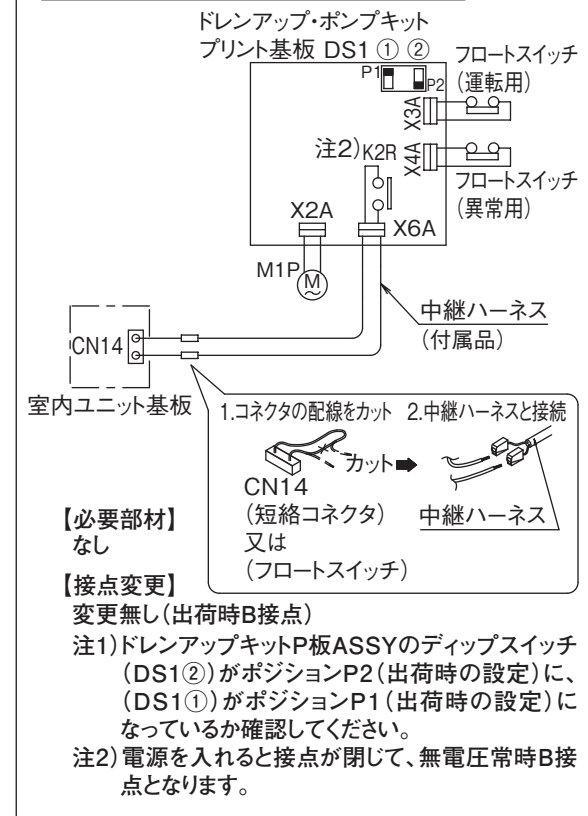 ドレンアップ・ポンプキット
プリント基板 DS1 ① ②
P1
P2
フロートスイッチ
(運転用)
X3A
注2)K2R
X4A
フロートスイッチ
(異常用)
X2A
X6A
M1P
M
中継ハーネス
(付属品)
CN14
室内ユニット基板
1.コネクタの配線をカット 2.中継ハーネスと接続
カット
CN14
(短絡コネクタ)
又は
(フロートスイッチ)
中継ハーネス
【必要部材】
なし
【接点変更】
変更無し(出荷時B接点)
注1)ドレンアップキットP板ASSYのディップスイッチ
(DS1②)がポジションP2(出荷時の設定)に、
(DS1①)がポジションP1(出荷時の設定)に
なっているか確認してください。
注2)電源を入れると接点が閉じて、無電圧常時B接
点となります。